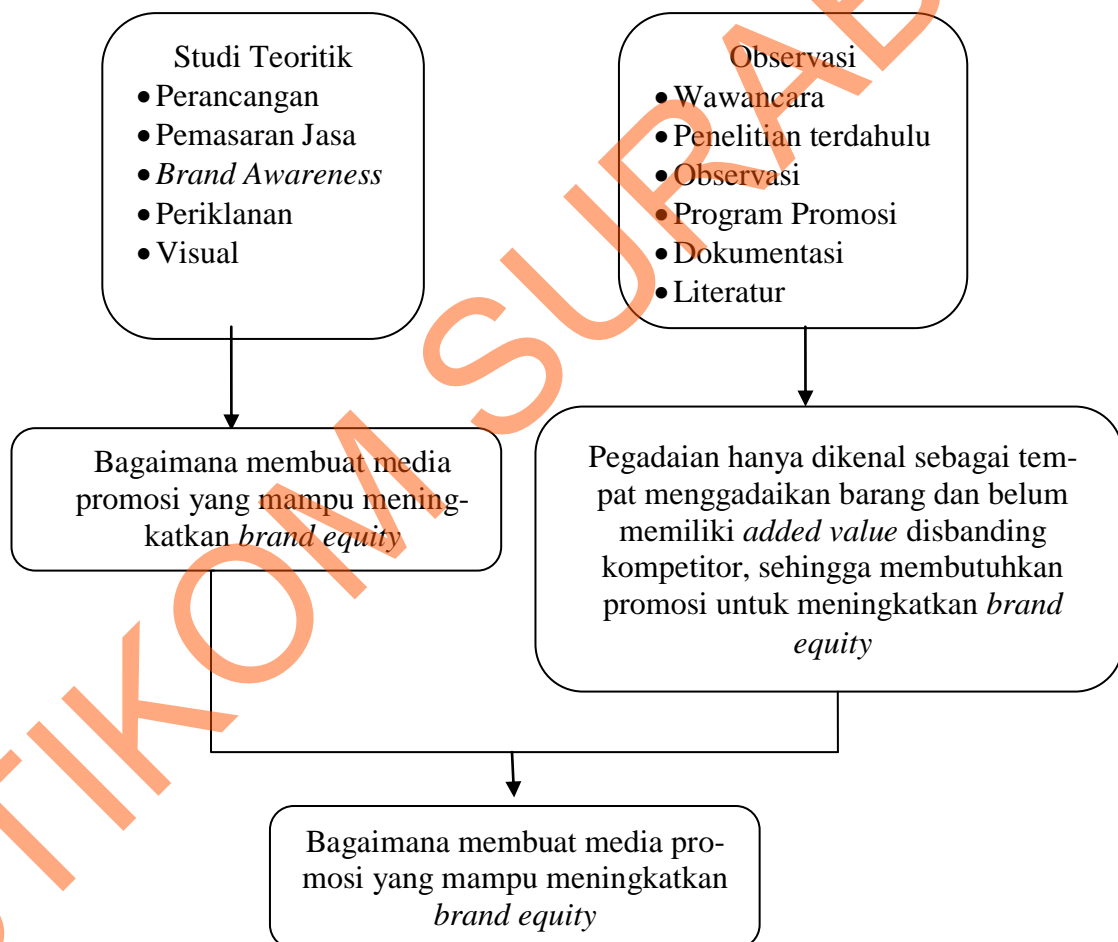 Studi Teoritik
• Perancangan
• Pemasaran Jasa
• Brand Awareness
• Periklanan
• Visual
Observasi
• Wawancara
• Penelitian terdahulu
• Observasi
• Program Promosi
• Dokumentasi
• Literatur
Bagaimana membuat media
promosi yang mampu mening-
katkan brand equity
Pegadaian hanya dikenal sebagai tem-
pat menggadaikan barang dan belum
memiliki added value disbanding
kompetitor, sehingga membutuhkan
promosi untuk meningkatkan brand
equity
Bagaimana membuat media pro-
mosi yang mampu meningkatkan
brand equity
STIKOM SURAB